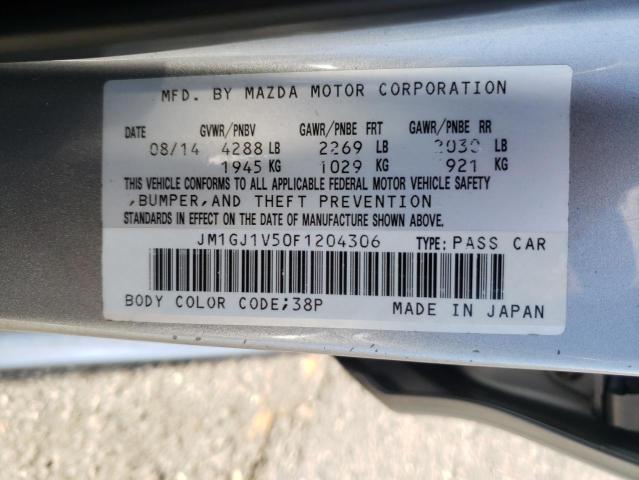 MFD. BY MAZDA MOTOR CORPORATION
DATE GVWR/PNBV GAWR/PNBE FRT GAWR/PNBE RR
08/14 4288 LB 2269 LB 2030 LB
1945 KG 1029 KG 921 KG
THIS VEHICLE CONFORMS TO ALL APPLICABLE FEDERAL MOTOR VEHICLE SAFETY
,BUMPER,AND THEFT PREVENTION
STANDARDS IN EFFECT ON THE DATE OF MANUFACTURE SHOWN ABOVE.
JM1GJ1V50F1204306 TYPE: PASS CAR
BODY COLOR CODE;38P MADE IN JAPAN